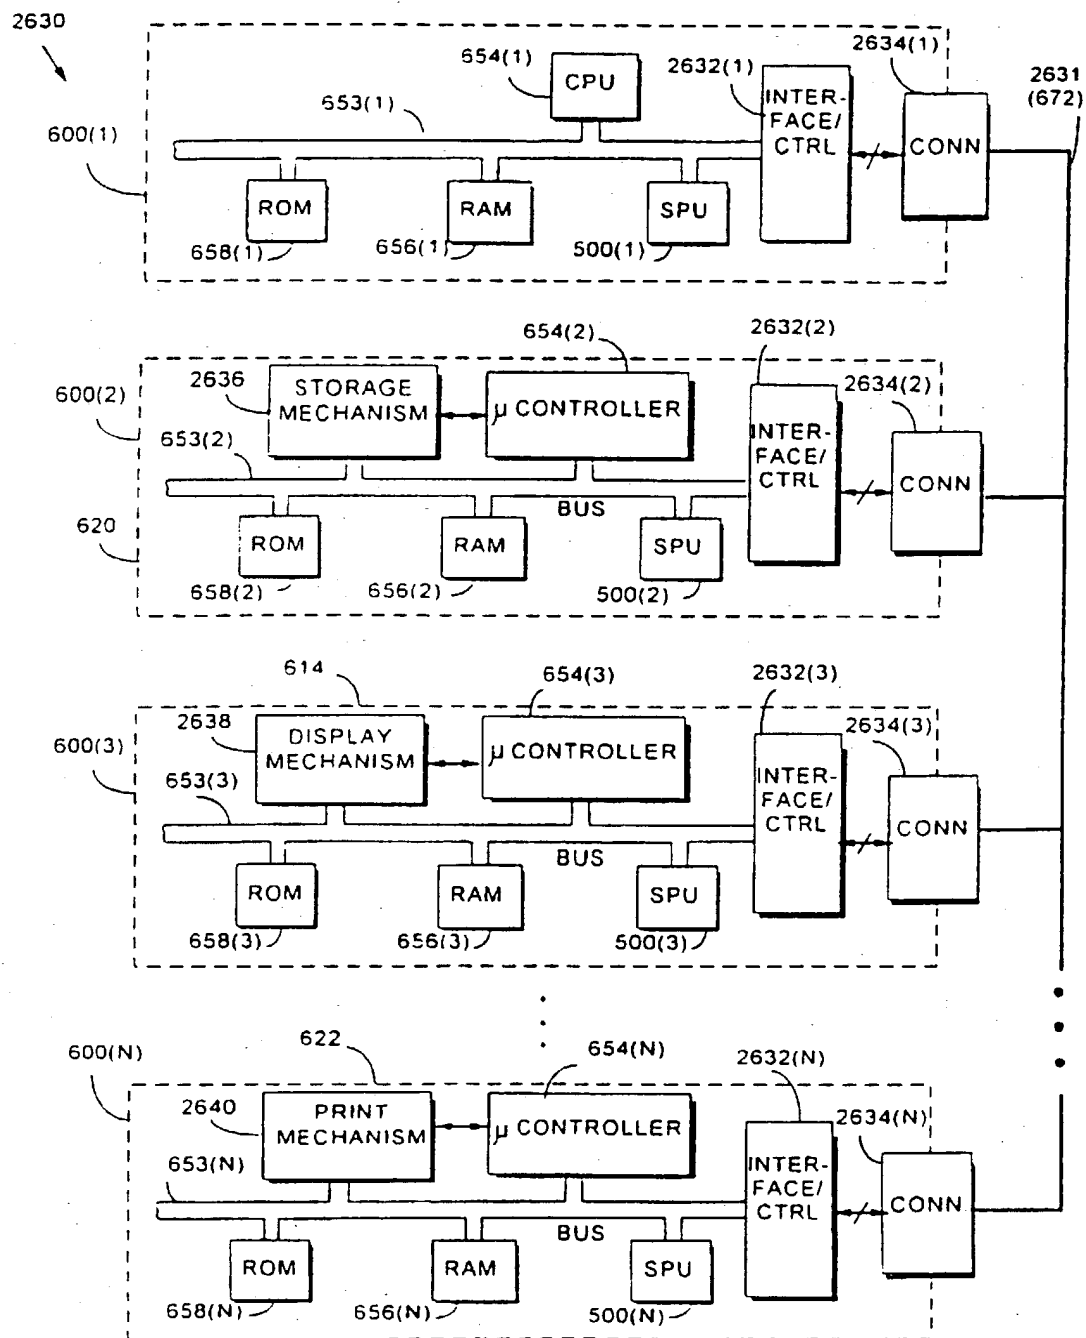 2630
654(1)
CPU
2632(1)
2634(1)
2631
(672)
653(1)
600(1)
INTER-
FACE/
CTRL
CONN
ROM
RAM
SPU
658(1)
656(1)
500(1)
654(2)
2632(2)
2634(2)
600(2)
2636
STORAGE
MECHANISM
µ CONTROLLER
653(2)
INTER-
FACE/
CTRL
CONN
BUS
620
ROM
RAM
SPU
658(2)
656(2)
500(2)
614
654(3)
2632(3)
2634(3)
600(3)
2638
DISPLAY
MECHANISM
µ CONTROLLER
653(3)
INTER-
FACE/
CTRL
CONN
BUS
ROM
RAM
SPU
658(3)
656(3)
500(3)
600(N)
622
654(N)
2632(N)
2634(N)
2640
PRINT
MECHANISM
µ CONTROLLER
653(N)
INTER-
FACE/
CTRL
CONN
BUS
ROM
RAM
SPU
658(N)
656(N)
500(N)